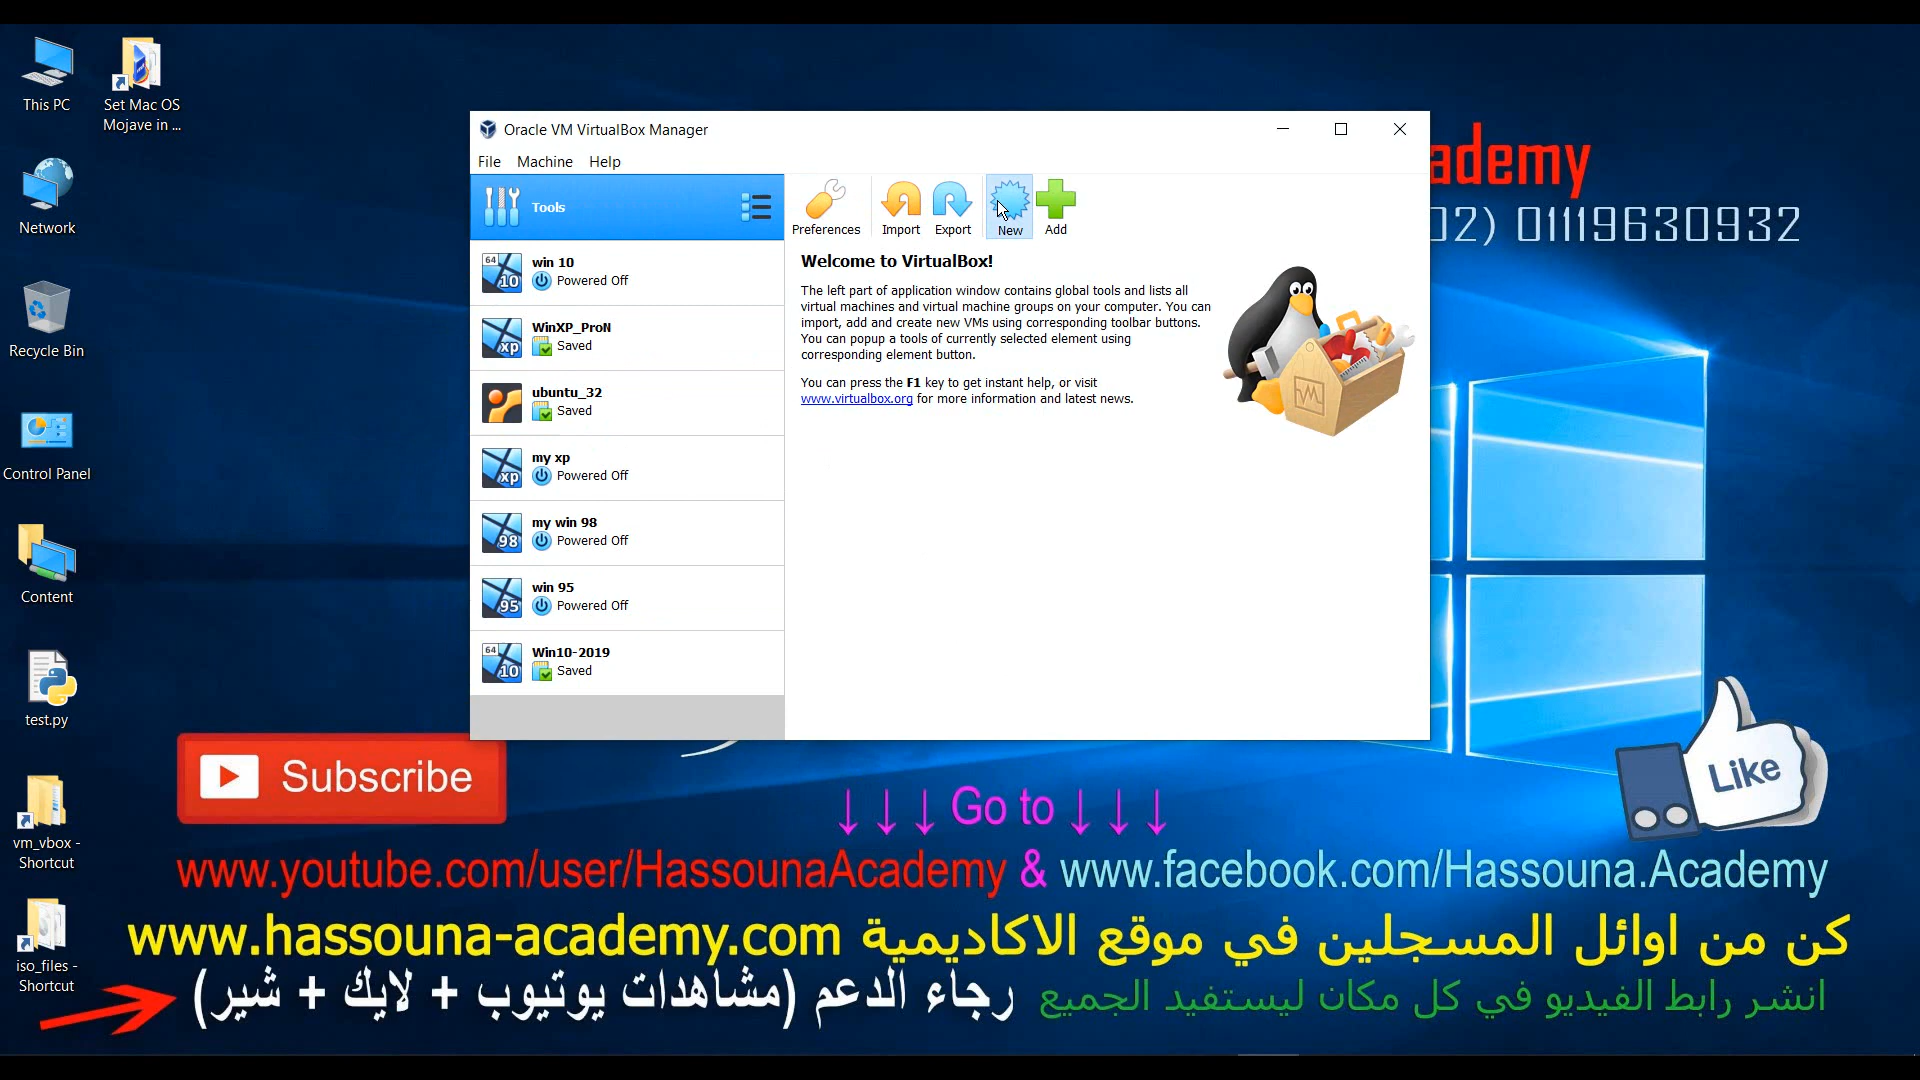 This PC
Set Mac OS
Mojave in ...
Network
Recycle Bin
Control Panel
Content
test.py
vm_vbox -
Shortcut
iso_files -
Shortcut
Oracle VM VirtualBox Manager
File Machine Help
Tools
64
10
win 10
Powered Off
xp
WinXP_ProN
Saved
ubuntu_32
Saved
xp
my xp
Powered Off
98
my win 98
Powered Off
95
win 95
Powered Off
64
10
Win10-2019
Saved
Preferences Import Export New Add
Welcome to VirtualBox!
The left part of application window contains global tools and lists all
virtual machines and virtual machine groups on your computer. You can
import, add and create new VMs using corresponding toolbar buttons.
You can popup a tools of currently selected element using
corresponding element button.
You can press the F1 key to get instant help, or visit
www.virtualbox.org for more information and latest news.
ademy
02) 01119630932
Subscribe
Like
↓ ↓ ↓ Go to ↓ ↓ ↓
www.youtube.com/user/HassounaAcademy & www.facebook.com/Hassouna.Academy
كن من اوائل المسجلين في موقع الاكاديمية www.hassouna-academy.com
انشر رابط الفيديو في كل مكان ليستفيد الجميع
رجاء الدعم (مشاهدات يوتيوب + لايك + شير)